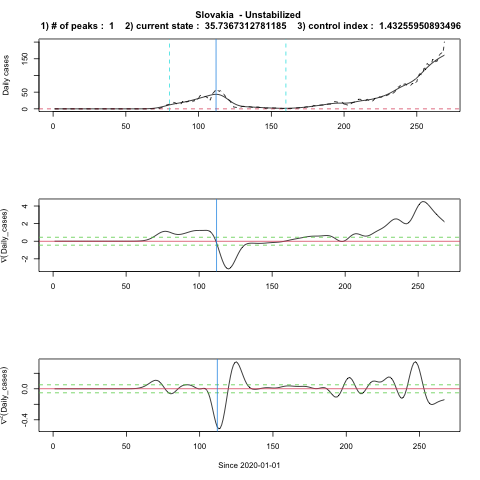 Slovakia - Unstabilized
1) # of peaks : 1 2) current state : 35.7367312781185 3) control index : 1.43255950893496
Daily cases
0 50 150
0 50 100 150 200 250
∇(Daily_cases)
-2 0 2 4
0 50 100 150 200 250
∇²(Daily_cases)
-0.4 0.0
0 50 100 150 200 250
Since 2020-01-01